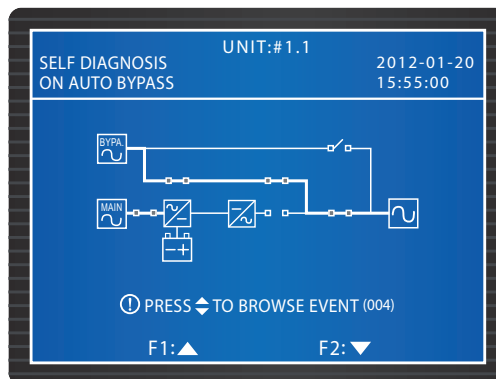 UNIT:#1.1
SELF DIAGNOSIS
2012-01-20
ON AUTO BYPASS
15:55:00
BYPA.
MAIN
PRESS TO BROWSE EVENT (004)
F1: F2: